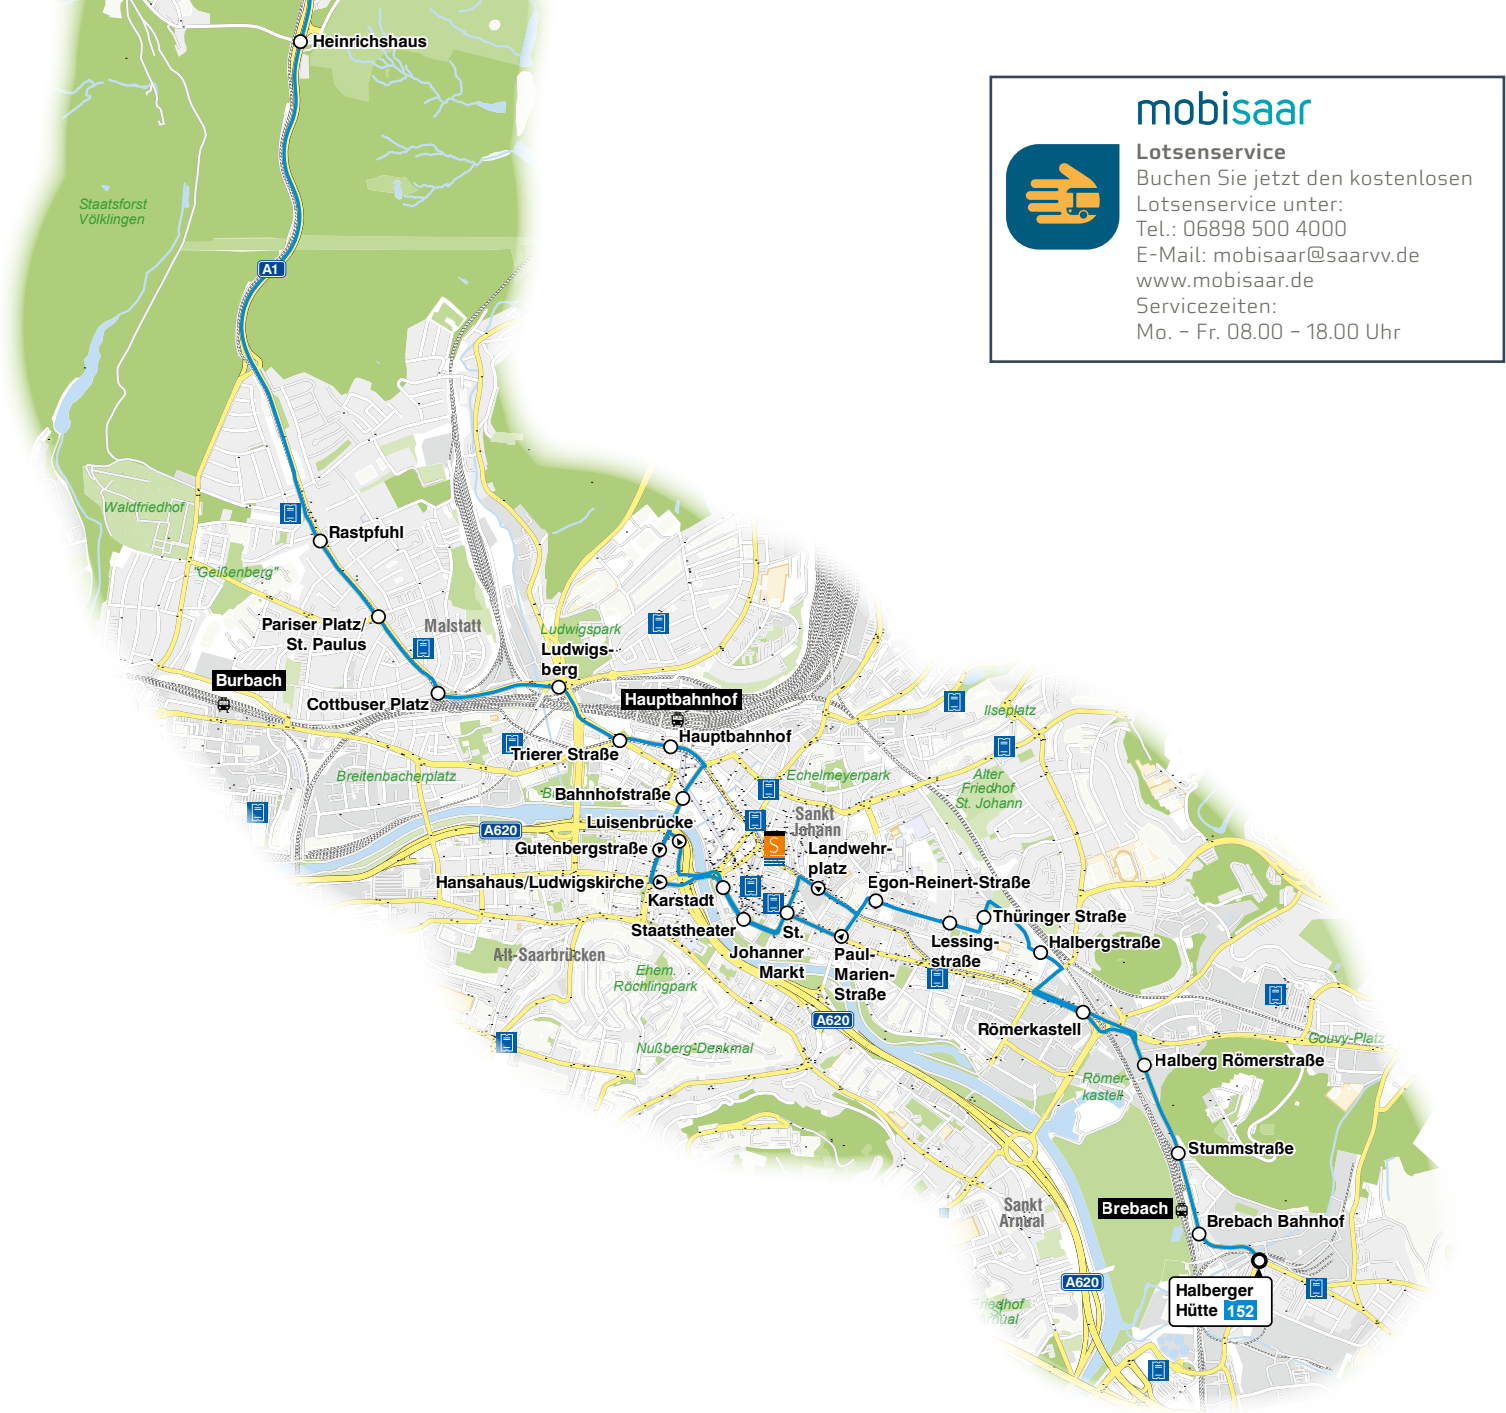 Heinrichshaus
mobisaar
Lotsenservice
Buchen Sie jetzt den kostenlosen
Lotsenservice unter:
Tel.: 06898 500 4000
E-Mail: mobisaar@saarvv.de
www.mobisaar.de
Servicezeiten:
Mo. – Fr. 08.00 – 18.00 Uhr
Staatsforst
Völklingen
A1
Waldfriedhof
Rastpfuhl
"Geißenberg"
Pariser Platz/
St. Paulus
Malstatt
Ludwigspark
Ludwigs-
berg
Burbach
Cottbuser Platz
Hauptbahnhof
Hauptbahnhof
Trierer Straße
Ilseplatz
Breitenbacherplatz
Echelmeyerpark
Alter
Friedhof
St. Johann
Bahnhofstraße
Luisenbrücke
A620
Sankt
Johann
S
Gutenbergstraße
Landwehr-
platz
Hansahaus/Ludwigskirche
Egon-Reinert-Straße
Karstadt
Thüringer Straße
Staatstheater
St.
Johanner
Markt
Lessing-
straße
Halbergstraße
Alt-Saarbrücken
Paul-
Marien-
Straße
Ehem.
Röchlingpark
A620
Römerkastell
Nußberg-Denkmal
Gouvy-Platz
Halberg Römerstraße
Römer-
kastell
Stummstraße
Sankt
Arnual
Brebach
Brebach Bahnhof
A620
Halberger
Hütte 152